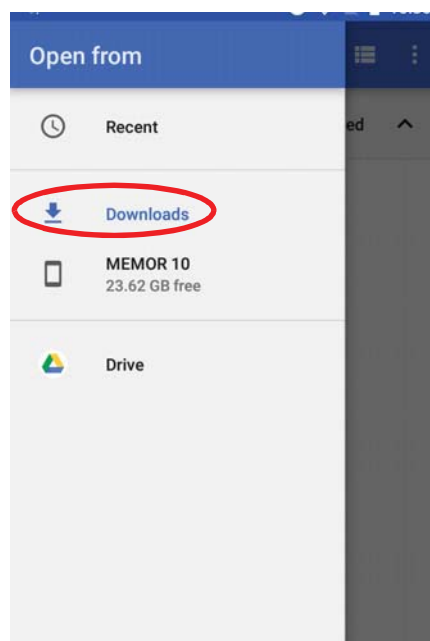 Open from
Recent
ed
Downloads
MEMOR 10
23.62 GB free
Drive